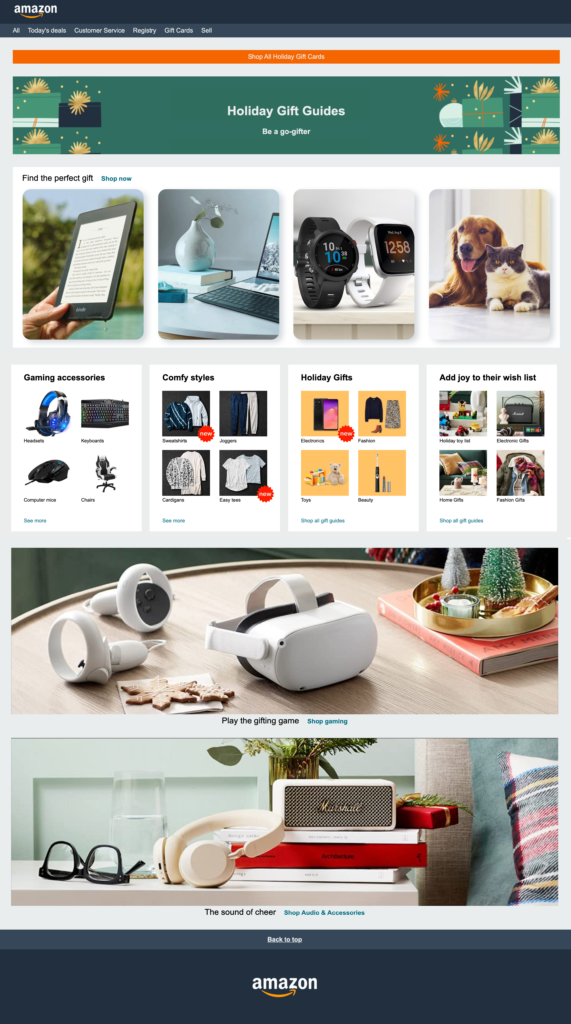 amazon
All Today's deals Customer Service Registry Gift Cards Sell
Shop All Holiday Gift Cards
Holiday Gift Guides
Be a go-gifter
Find the perfect gift Shop now
kindle
1258
Gaming accessories
Headsets Keyboards
Computer mice Chairs
See more
Comfy styles
new
Sweatshirts Joggers
Cardigans Easy tees
new
See more
Holiday Gifts
new
Electronics Fashion
Toys Beauty
Shop all gift guides
Add joy to their wish list
Holiday toy list Electronic Gifts
Home Gifts Fashion Gifts
Shop all gift guides
Play the gifting game Shop gaming
Marshall
The sound of cheer Shop Audio & Accessories
Back to top
amazon